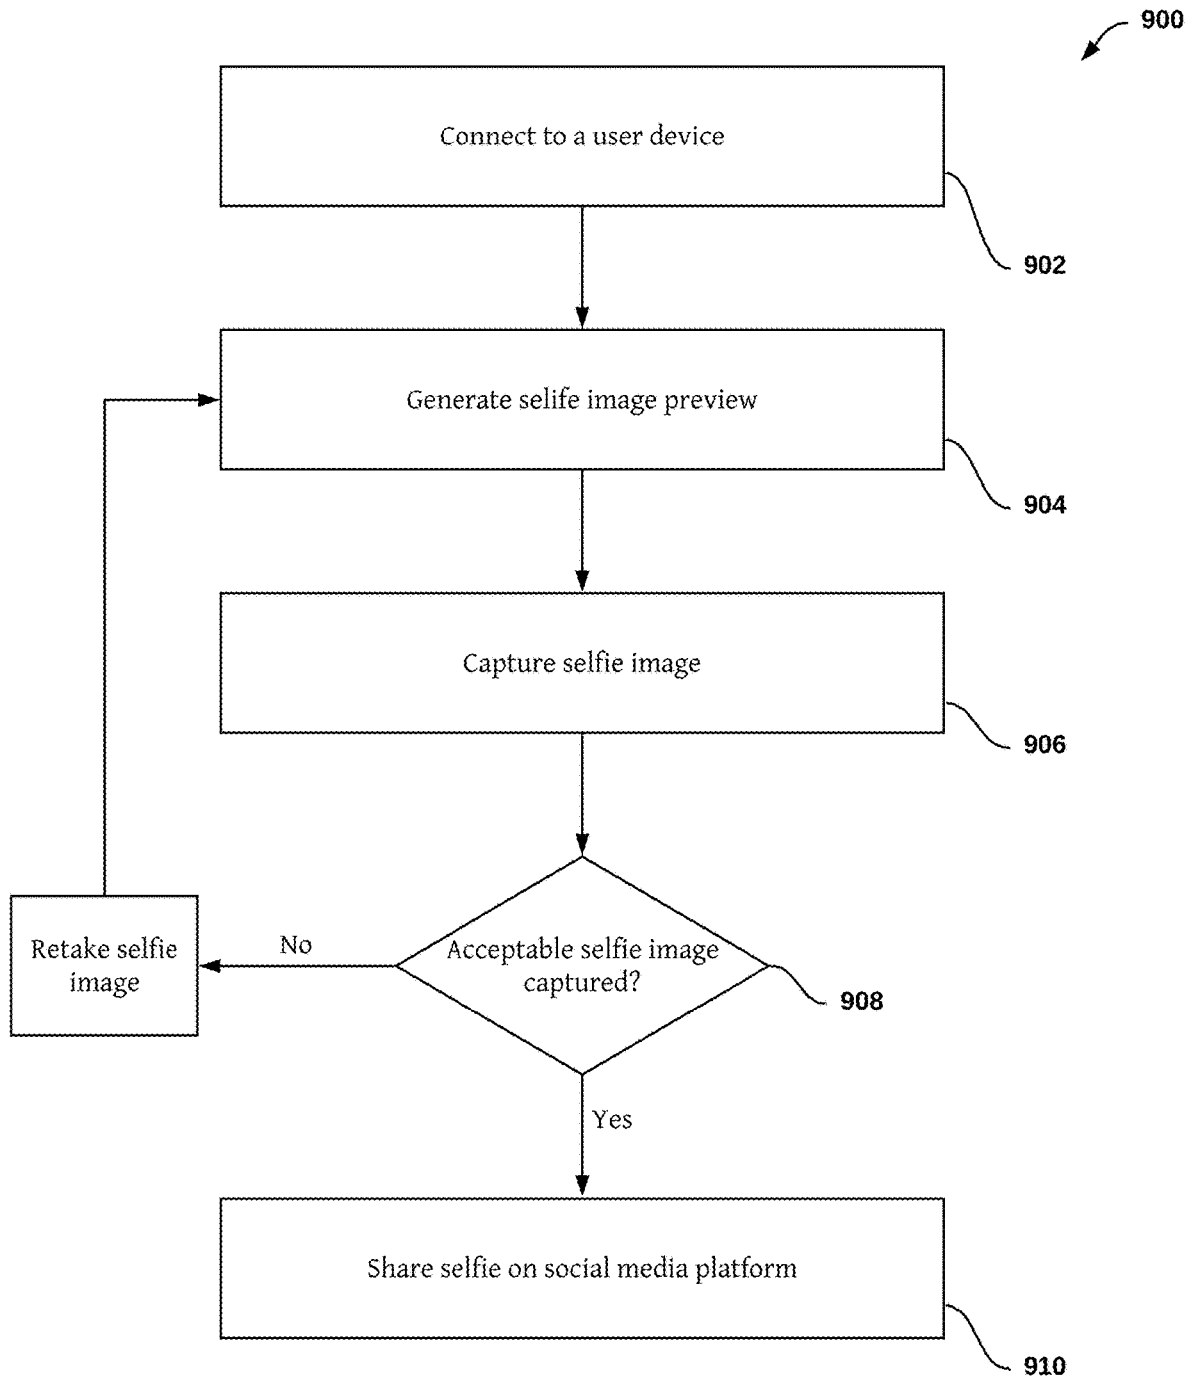 900
Connect to a user device
902
Generate selife image preview
904
Capture selfie image
906
Acceptable selfie image
captured?
908
No
Retake selfie
image
Yes
Share selfie on social media platform
910